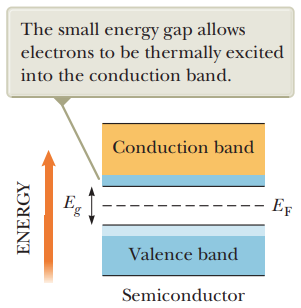 The small energy gap allows
electrons to be thermally excited
into the conduction band.
Conduction band
ENERGY
Eg
EF
Valence band
Semiconductor